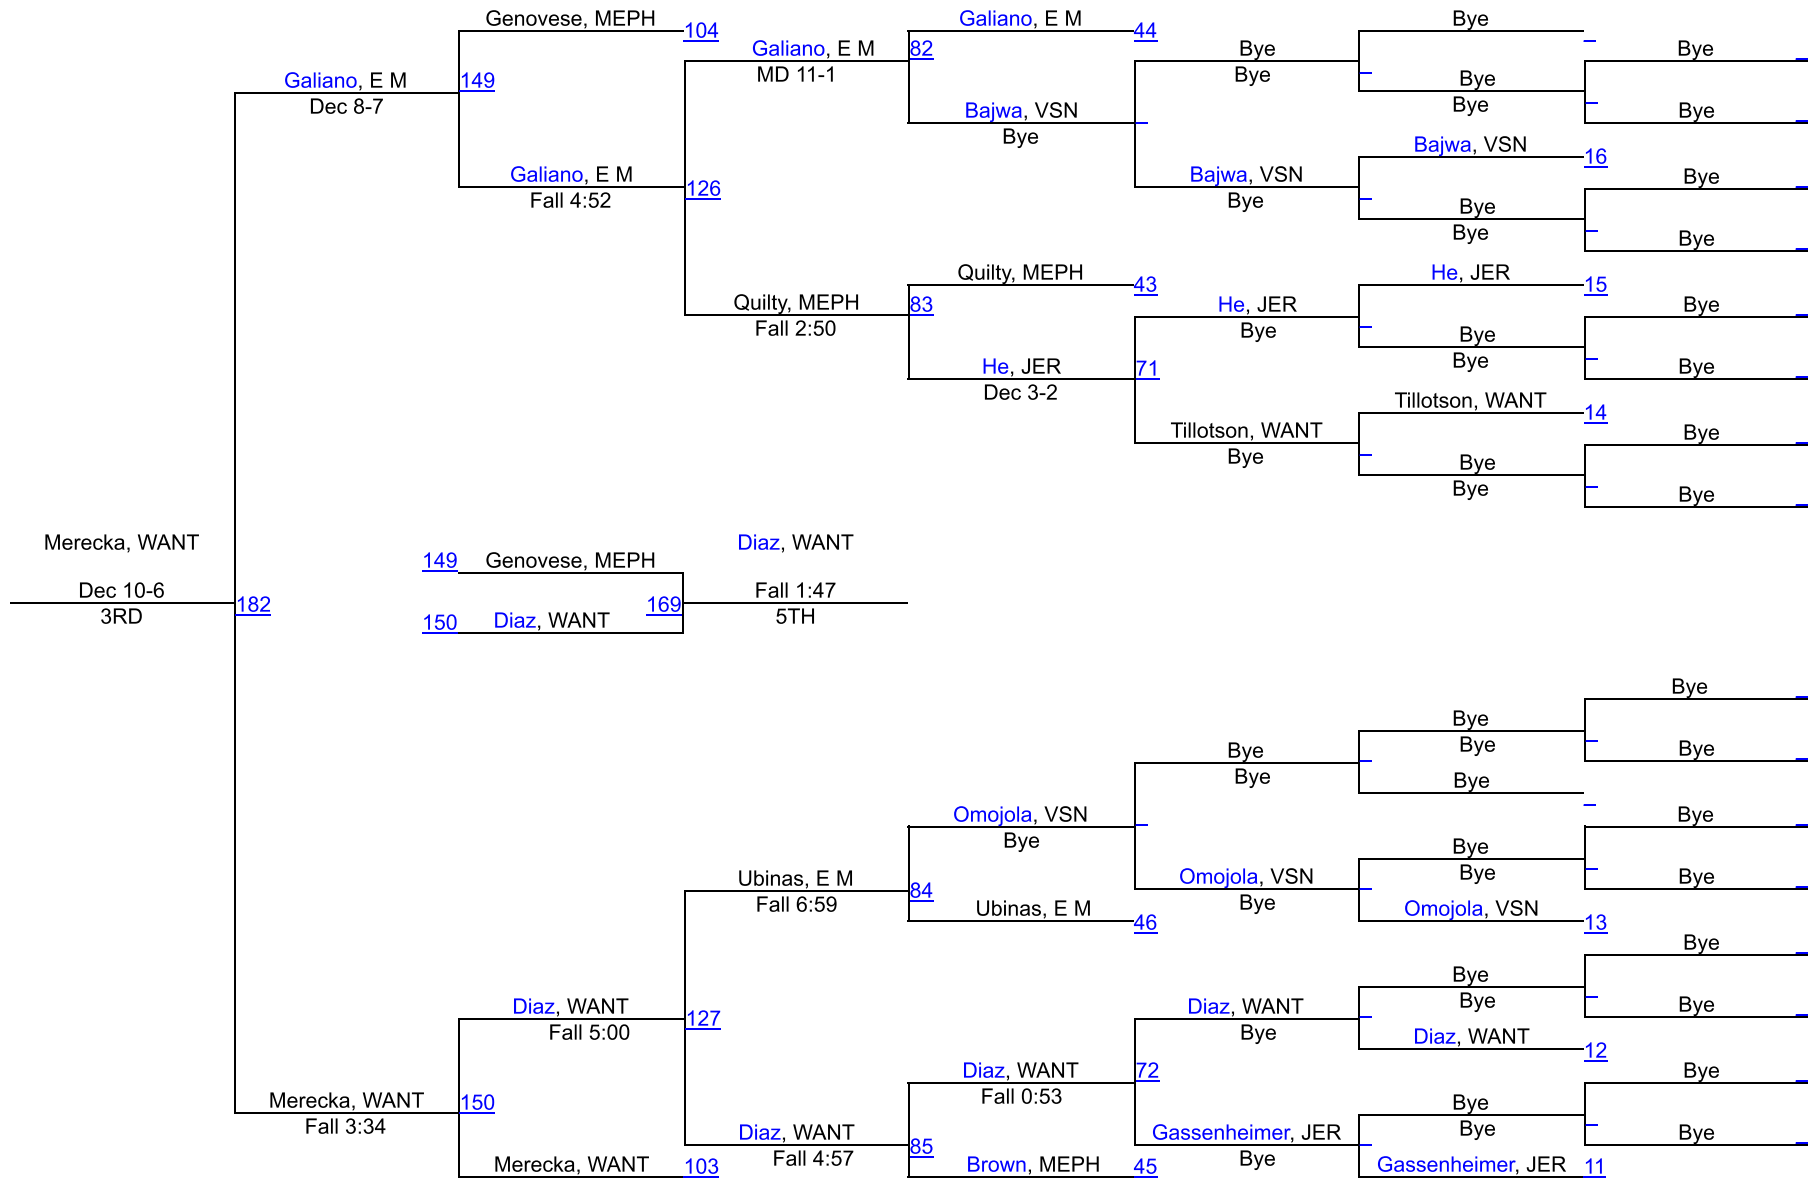 Genovese, MEPH
104
Galiano, E M
149
Dec 8-7
Galiano, E M
Fall 4:52
Galiano, E M
82
MD 11-1
126
Quilty, MEPH
83
Fall 2:50
Galiano, E M
44
Bajwa, VSN
Bye
Quilty, MEPH
43
He, JER
71
Dec 3-2
Bye
Bye
Bajwa, VSN
Bye
He, JER
Bye
Tillotson, WANT
Bye
Bye
Bye
Bye
Bajwa, VSN
16
Bye
Bye
He, JER
15
Bye
Bye
Tillotson, WANT
14
Bye
Bye
Bye
Bye
Bye
Bye
Bye
Bye
Bye
Bye
Merecka, WANT
Dec 10-6
182
3RD
149
Genovese, MEPH
150
Diaz, WANT
169
Diaz, WANT
Fall 1:47
5TH
Merecka, WANT
150
Fall 3:34
Diaz, WANT
127
Fall 5:00
Merecka, WANT
103
Ubinas, E M
84
Fall 6:59
Diaz, WANT
85
Fall 4:57
Omojola, VSN
Bye
Ubinas, E M
46
Diaz, WANT
72
Fall 0:53
Brown, MEPH
45
Bye
Bye
Omojola, VSN
Bye
Diaz, WANT
Bye
Gassenheimer, JER
Bye
Bye
Bye
Bye
Bye
Bye
Omojola, VSN
13
Bye
Bye
Diaz, WANT
12
Bye
Bye
Gassenheimer, JER
11
Bye
Bye
Bye
Bye
Bye
Bye
Bye
Bye